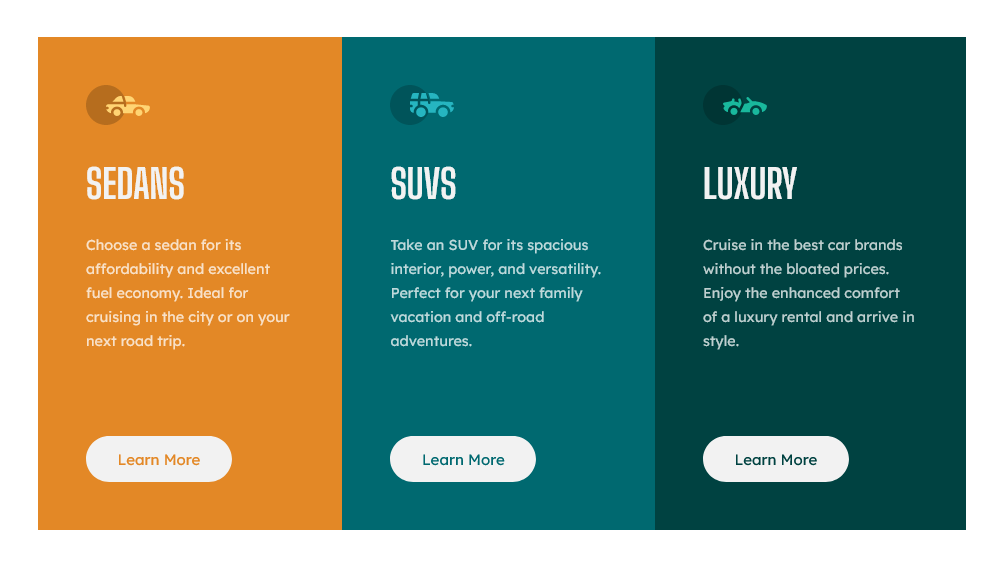 SEDANS
Choose a sedan for its
affordability and excellent
fuel economy. Ideal for
cruising in the city or on your
next road trip.
Learn More
SUVS
Take an SUV for its spacious
interior, power, and versatility.
Perfect for your next family
vacation and off-road
adventures.
Learn More
LUXURY
Cruise in the best car brands
without the bloated prices.
Enjoy the enhanced comfort
of a luxury rental and arrive in
style.
Learn More